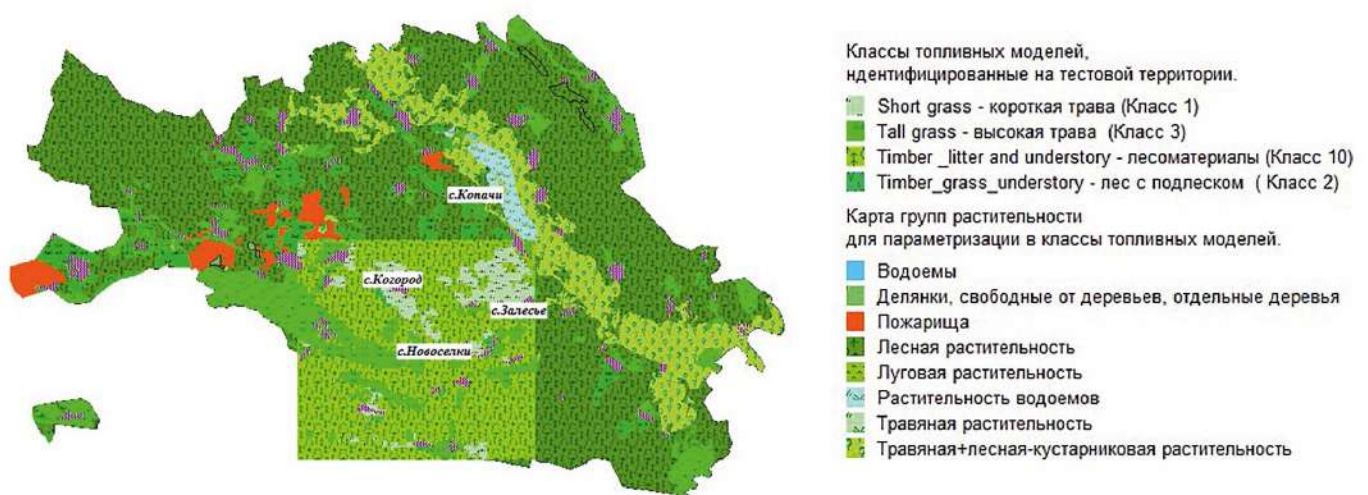 с.Копачи
с.Когород
с.Залесье
с.Новоселки
Классы топливных моделей,
идентифицированные на тестовой территории.
Short grass - короткая трава (Класс 1)
Tall grass - высокая трава (Класс 3)
Timber _litter and understory - лесоматериалы (Класс 10)
Timber_grass_understory - лес с подлеском ( Класс 2)
Карта групп растительности
для параметризации в классы топливных моделей.
Водоемы
Делянки, свободные от деревьев, отдельные деревья
Пожарища
Лесная растительность
Луговая растительность
Растительность водоемов
Травяная растительность
Травяная+лесная-кустарниковая растительность